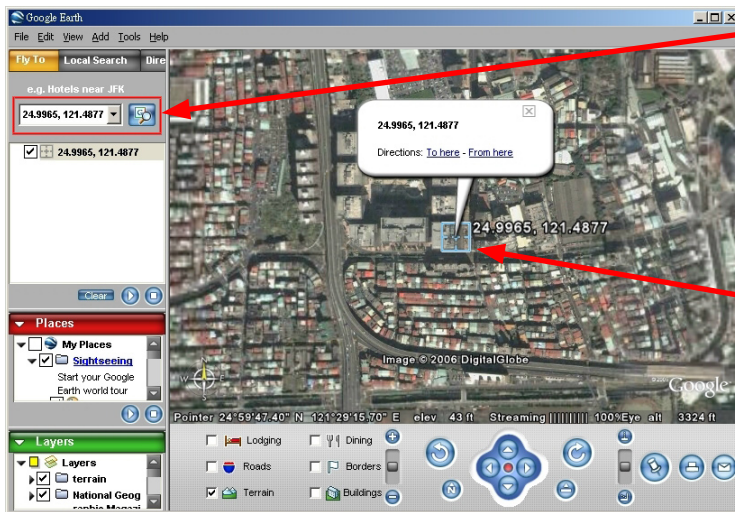 Google Earth
File Edit View Add Tools Help
Fly To Local Search Dire
e.g. Hotels near JFK
24.9965, 121.4877
24.9965, 121.4877
Clear
Places
My Places
Sightseeing
Start your Google
Earth world tour
Layers
Layers
terrain
National Geog
raphic Magazi
24.9965, 121.4877
Directions: To here - From here
24.9965, 121.4877
Image © 2006 DigitalGlobe
N
W E
Google
Pointer 24°59'47.40" N 121°29'15.70" E elev 43 ft Streaming |||||||||| 100% Eye alt 3324 ft
Lodging Dining
Roads Borders
Terrain Buildings
N